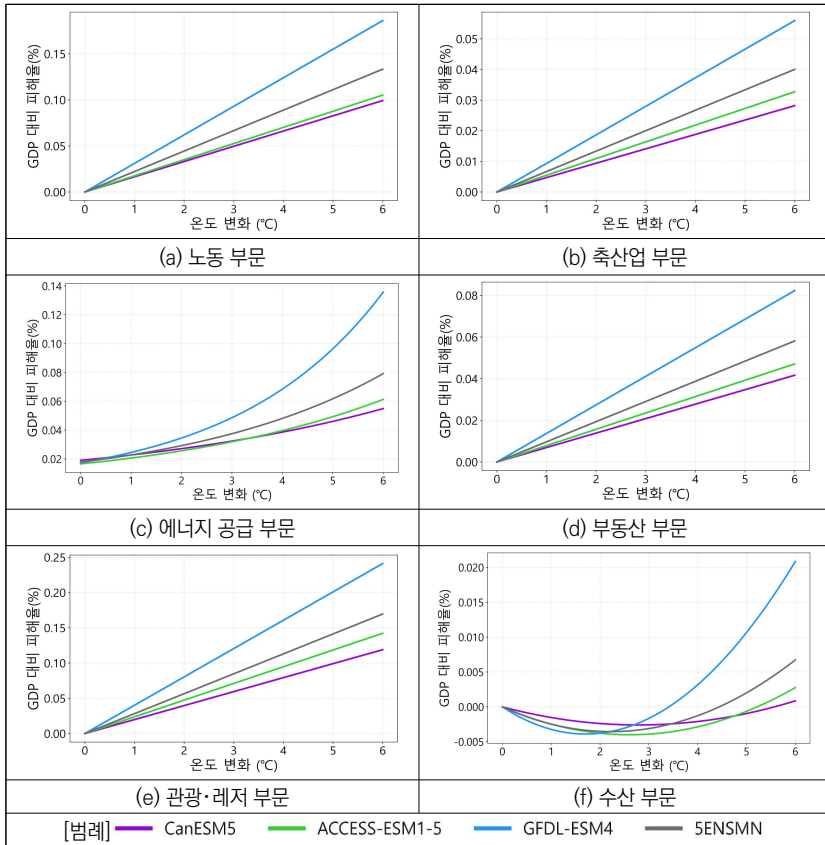 GDP 대비 피해율(%)
0.15
0.10
0.05
0.00
0 1 2 3 4 5 6
온도 변화 (℃)
(a) 노동 부문
GDP 대비 피해율(%)
0.05
0.04
0.03
0.02
0.01
0.00
0 1 2 3 4 5 6
온도 변화 (℃)
(b) 축산업 부문
GDP 대비 피해율(%)
0.14
0.12
0.10
0.08
0.06
0.04
0.02
0 1 2 3 4 5 6
온도 변화 (℃)
(c) 에너지 공급 부문
GDP 대비 피해율(%)
0.08
0.06
0.04
0.02
0.00
0 1 2 3 4 5 6
온도 변화 (℃)
(d) 부동산 부문
GDP 대비 피해율(%)
0.25
0.20
0.15
0.10
0.05
0.00
0 1 2 3 4 5 6
온도 변화 (℃)
(e) 관광･레저 부문
GDP 대비 피해율(%)
0.020
0.015
0.010
0.005
0.000
-0.005
0 1 2 3 4 5 6
온도 변화 (℃)
(f) 수산 부문
[범례] CanESM5 ACCESS-ESM1-5 GFDL-ESM4 5ENSMN